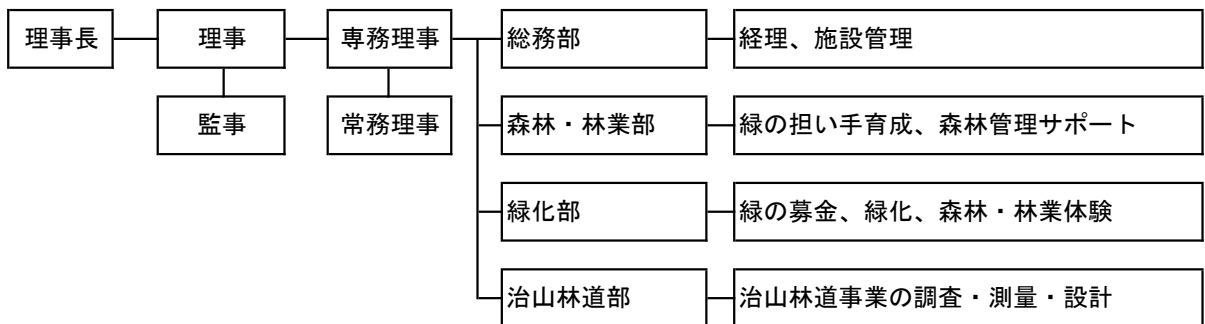 理事長
理事
専務理事
総務部
経理、施設管理
監事
常務理事
森林・林業部
緑の担い手育成、森林管理サポート
緑化部
緑の募金、緑化、森林・林業体験
治山林道部
治山林道事業の調査・測量・設計